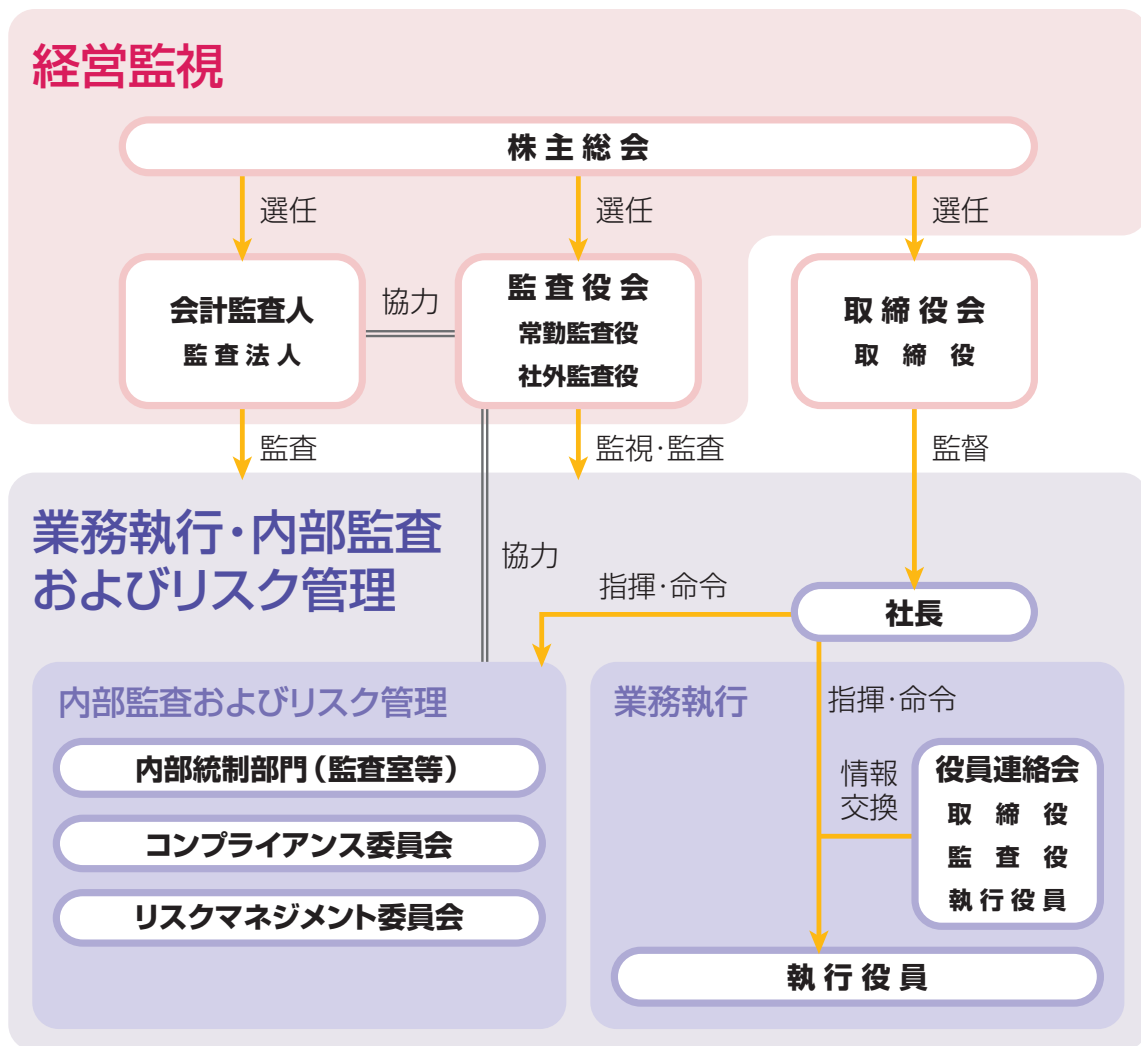 経営監視
株主総会
選任
選任
選任
会計監査人
監査法人
協力
監査役会
常勤監査役
社外監査役
取締役会
取締役
監査
監視・監査
監督
業務執行・内部監査
およびリスク管理
協力
指揮・命令
社長
内部監査およびリスク管理
内部統制部門（監査室等）
コンプライアンス委員会
リスクマネジメント委員会
業務執行
指揮・命令
情報
交換
役員連絡会
取締役
監査役
執行役員
執行役員